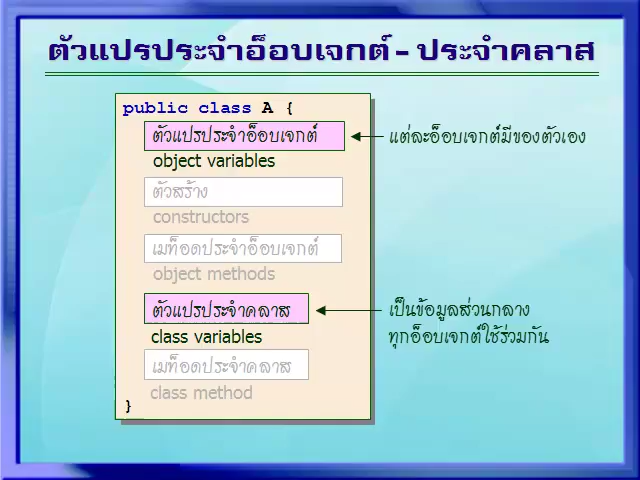 ตัวแปรประจำอ็อบเจกต์ - ประจำคลาส
public class A {
ตัวแปรประจำอ็อบเจกต์
แต่ละอ็อบเจกต์มีของตัวเอง
object variables
ตัวสร้าง
constructors
เมท็อดประจำอ็อบเจกต์
object methods
ตัวแปรประจำคลาส
เป็นข้อมูลส่วนกลาง
ทุกอ็อบเจกต์ใช้ร่วมกัน
class variables
เมท็อดประจำคลาส
class method
}